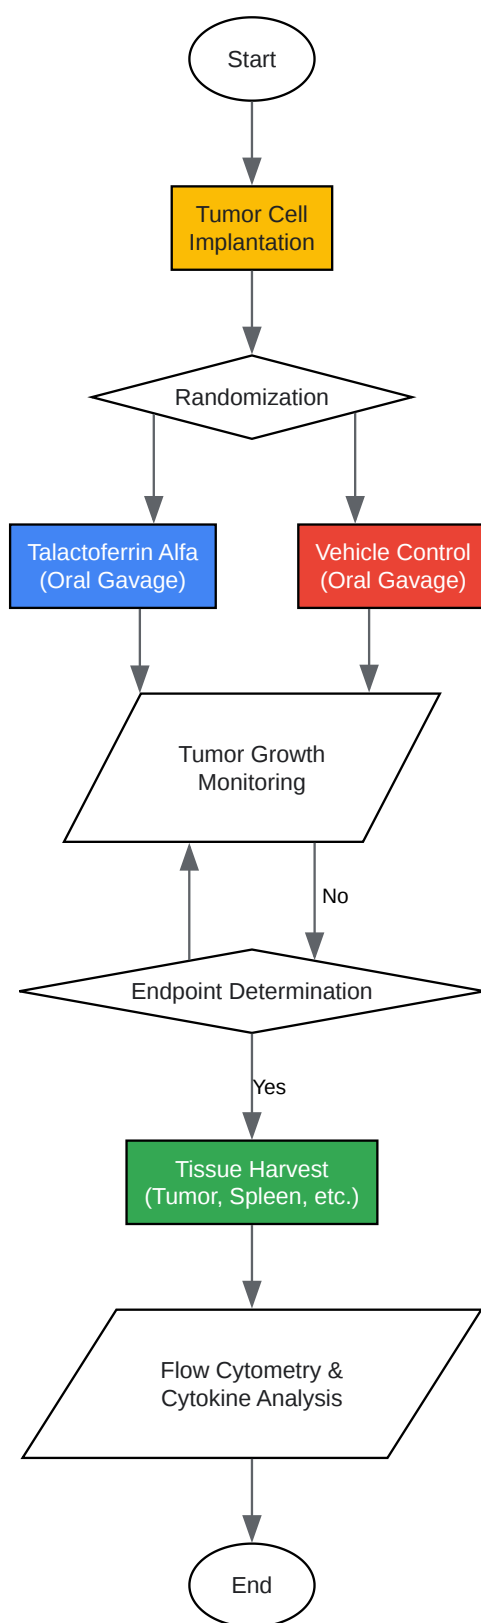 Start
Tumor Cell
Implantation
Randomization
Talactoferrin Alfa
(Oral Gavage)
Vehicle Control
(Oral Gavage)
Tumor Growth
Monitoring
No
Endpoint Determination
Yes
Tissue Harvest
(Tumor, Spleen, etc.)
Flow Cytometry &
Cytokine Analysis
End